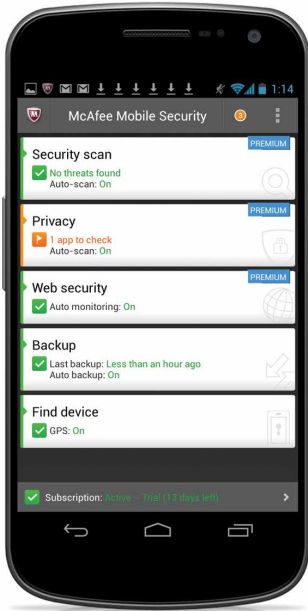 1:14
McAfee Mobile Security
PREMIUM
Security scan
No threats found
Auto-scan: On
PREMIUM
Privacy
1 app to check
Auto-scan: On
PREMIUM
Web security
Auto monitoring: On
Backup
Last backup: Less than an hour ago
Auto backup: On
Find device
GPS: On
Subscription: Active – Trial (13 days left)